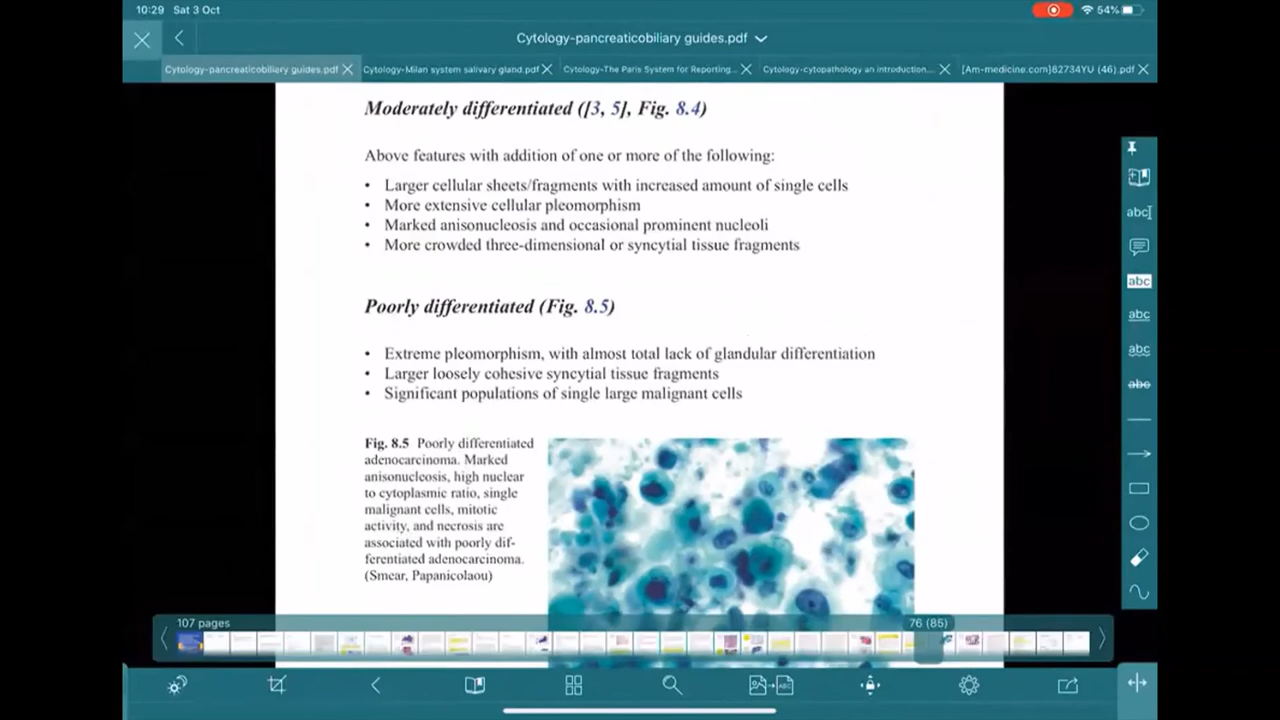 10:29 Sat 3 Oct
54%
Cytology-pancreaticobiliary guides.pdf
Cytology-pancreaticobiliary guides.pdf
Cytology-Milan system salivary gland.pdf
Cytology-The Paris System for Reporting...
Cytology-cytopathology an introduction...
[Am-medicine.com]62734YU (46).pdf
Moderately differentiated ([3, 5], Fig. 8.4)
Above features with addition of one or more of the following:
• Larger cellular sheets/fragments with increased amount of single cells
• More extensive cellular pleomorphism
• Marked anisonucleosis and occasional prominent nucleoli
• More crowded three-dimensional or syncytial tissue fragments
Poorly differentiated (Fig. 8.5)
• Extreme pleomorphism, with almost total lack of glandular differentiation
• Larger loosely cohesive syncytial tissue fragments
• Significant populations of single large malignant cells
Fig. 8.5 Poorly differentiated
adenocarcinoma. Marked
anisonucleosis, high nuclear
to cytoplasmic ratio, single
malignant cells, mitotic
activity, and necrosis are
associated with poorly dif-
ferentiated adenocarcinoma.
(Smear, Papanicolaou)
abc
abc
abc
abc
abc
107 pages
76 (85)
ABC